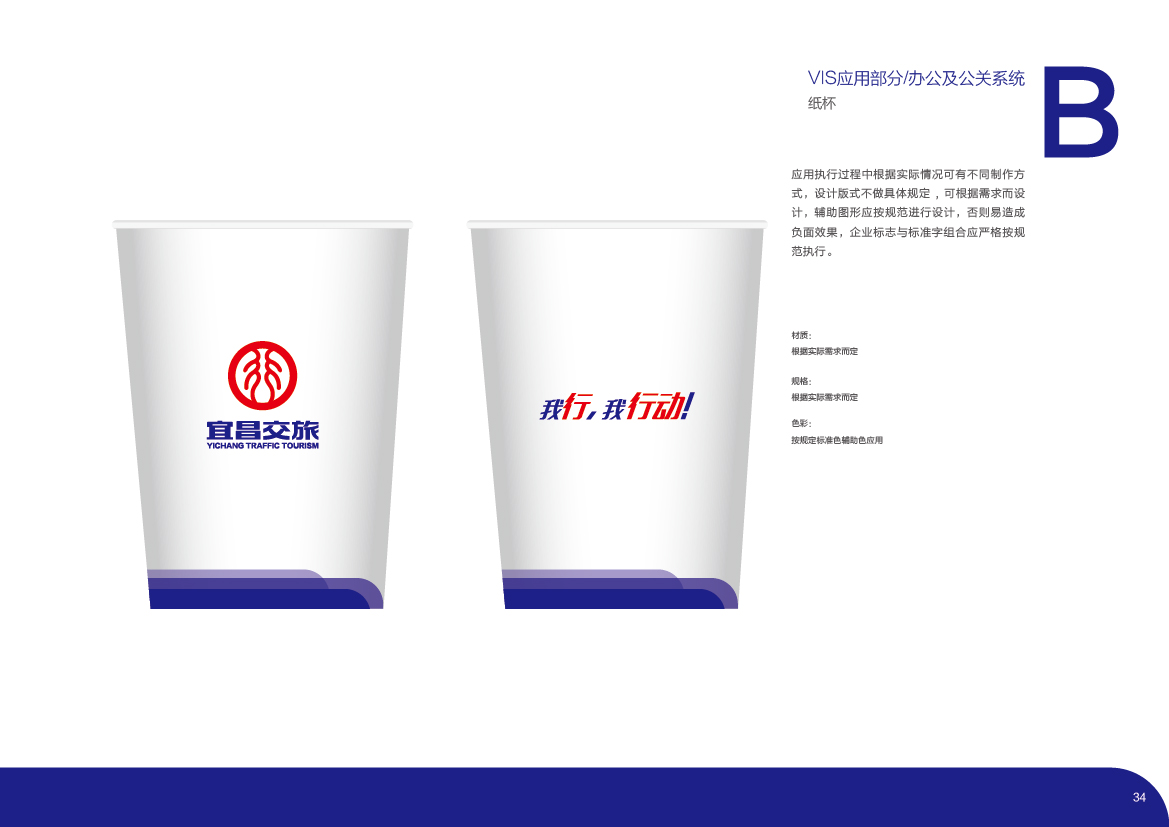 VIS应用部分/办公及公关系统
纸杯
B
应用执行过程中根据实际情况可有不同制作方
式，设计版式不做具体规定，可根据需求而设
计，辅助图形应按规范进行设计，否则易造成
负面效果，企业标志与标准字组合应严格按规
范执行。
材质：
根据实际需求而定
规格：
根据实际需求而定
色彩：
按规定标准色辅助色应用
宜昌交旅
YICHANG TRAFFIC TOURISM
我行，我行动！
34